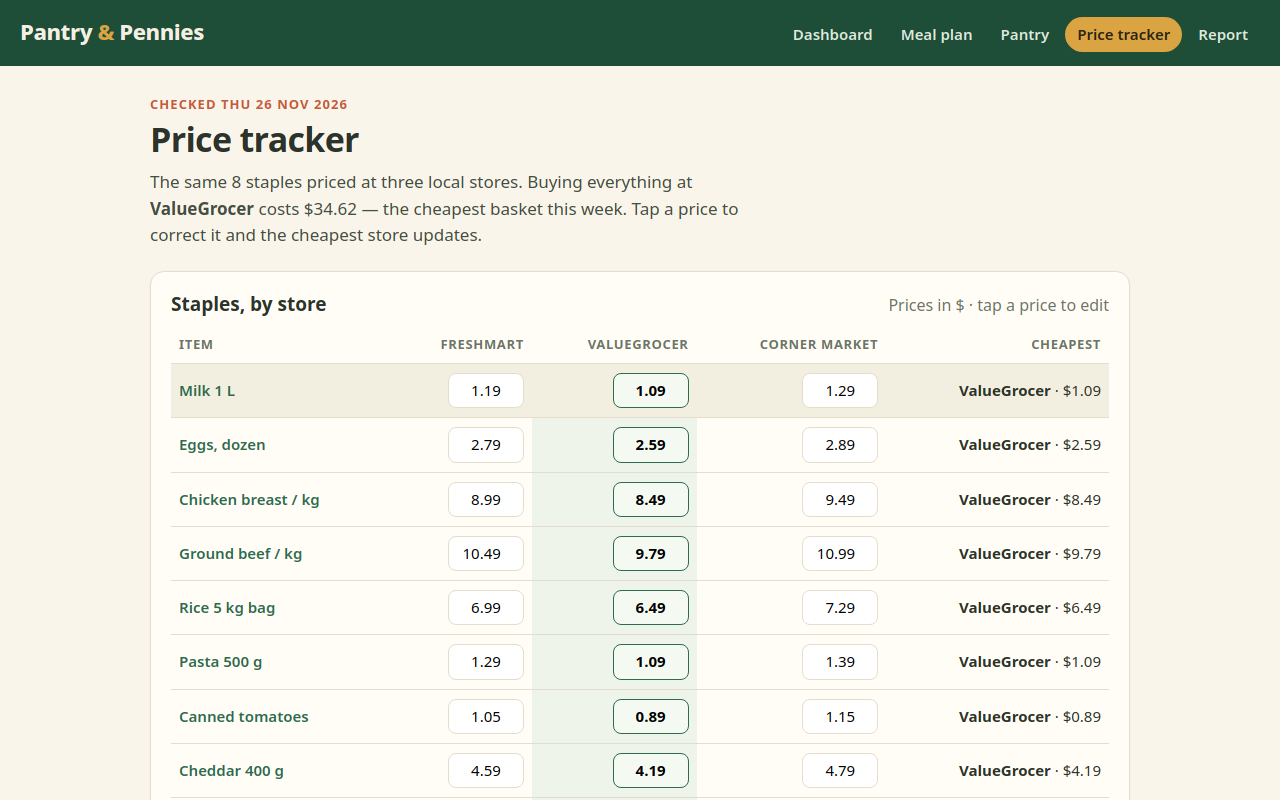 Pantry & Pennies
Dashboard
Meal plan
Pantry
Price tracker
Report
CHECKED THU 26 NOV 2026
Price tracker
The same 8 staples priced at three local stores. Buying everything at
ValueGrocer costs $34.62 — the cheapest basket this week. Tap a price to
correct it and the cheapest store updates.
Staples, by store
Prices in $ · tap a price to edit
ITEM FRESHMART VALUEGROCER CORNER MARKET CHEAPEST
Milk 1 L 1.19 1.09 1.29 ValueGrocer · $1.09
Eggs, dozen 2.79 2.59 2.89 ValueGrocer · $2.59
Chicken breast / kg 8.99 8.49 9.49 ValueGrocer · $8.49
Ground beef / kg 10.49 9.79 10.99 ValueGrocer · $9.79
Rice 5 kg bag 6.99 6.49 7.29 ValueGrocer · $6.49
Pasta 500 g 1.29 1.09 1.39 ValueGrocer · $1.09
Canned tomatoes 1.05 0.89 1.15 ValueGrocer · $0.89
Cheddar 400 g 4.59 4.19 4.79 ValueGrocer · $4.19